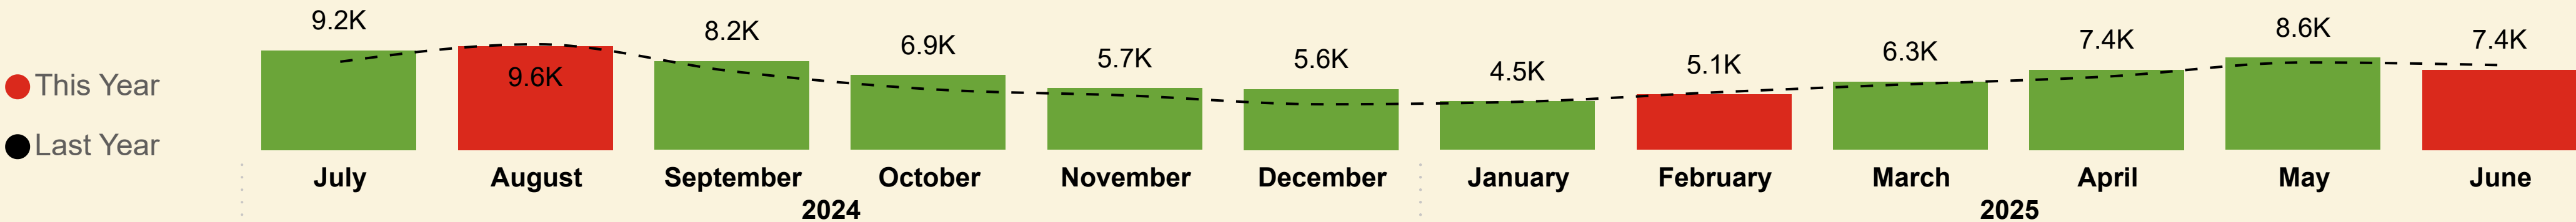 This Year
Last Year
9.2K
9.6K
8.2K
6.9K
5.7K
5.6K
4.5K
5.1K
6.3K
7.4K
8.6K
7.4K
July August September October November December January February March April May June
2024 2025